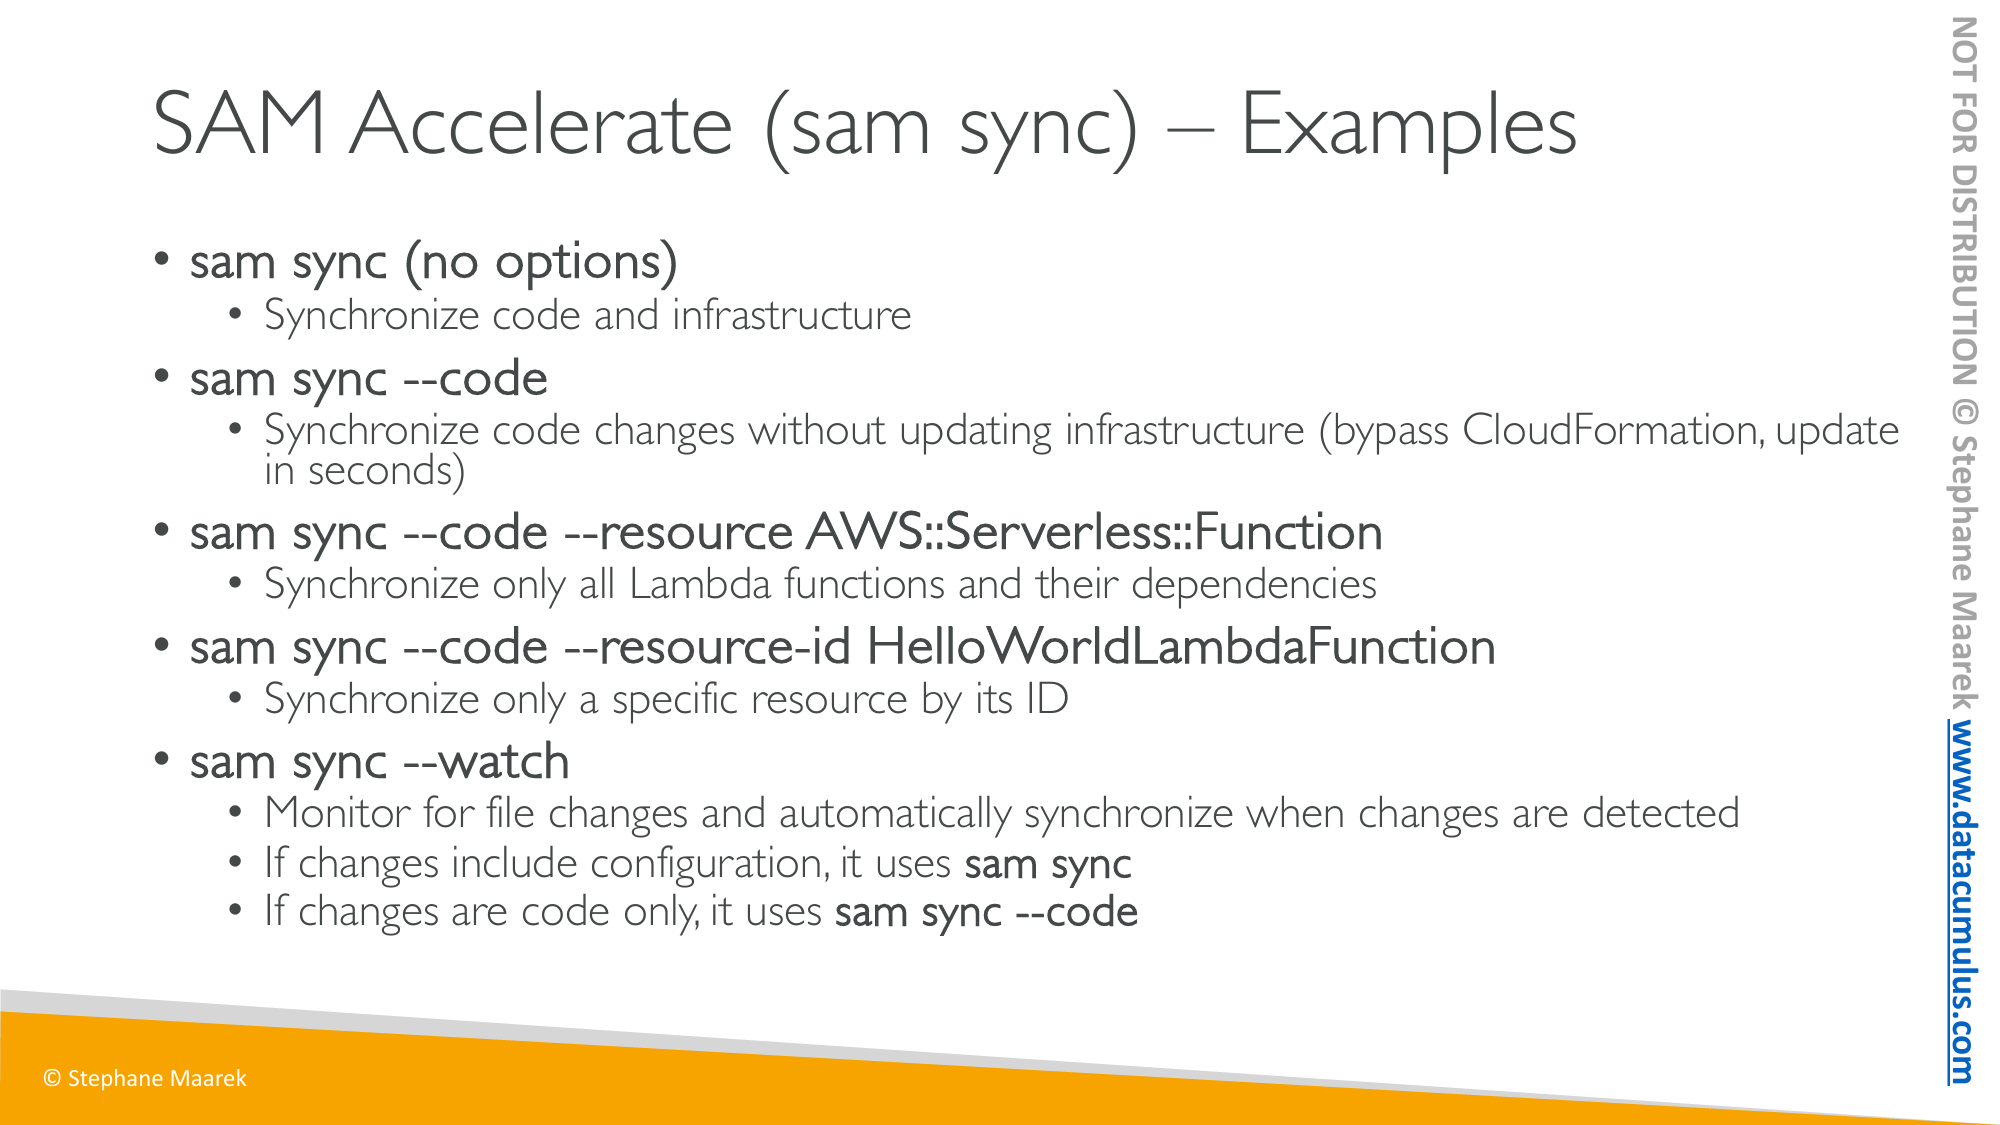 SAM Accelerate (sam sync) – Examples
• sam sync (no options)
• Synchronize code and infrastructure
• sam sync --code
• Synchronize code changes without updating infrastructure (bypass CloudFormation, update
in seconds)
• sam sync --code --resource AWS::Serverless::Function
• Synchronize only all Lambda functions and their dependencies
• sam sync --code --resource-id HelloWorldLambdaFunction
• Synchronize only a specific resource by its ID
• sam sync --watch
• Monitor for file changes and automatically synchronize when changes are detected
• If changes include configuration, it uses sam sync
• If changes are code only, it uses sam sync --code
© Stephane Maarek
NOT FOR DISTRIBUTION © Stephane Maarek www.datacumulus.com